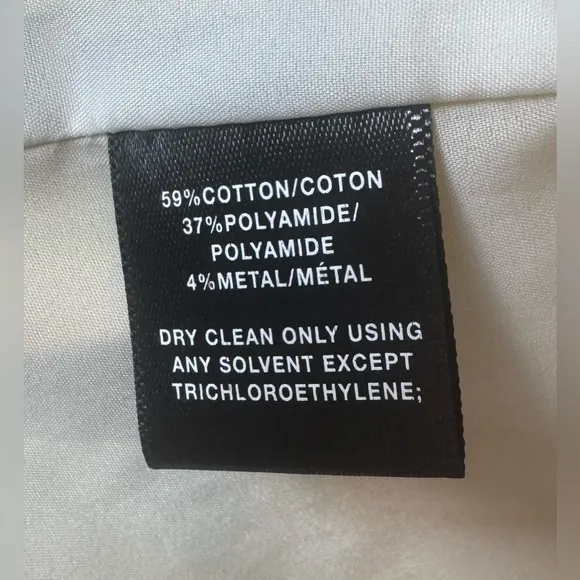 59%COTTON/COTON
37%POLYAMIDE/
POLYAMIDE
4%METAL/MÉTAL
DRY CLEAN ONLY USING
ANY SOLVENT EXCEPT
TRICHLOROETHYLENE;